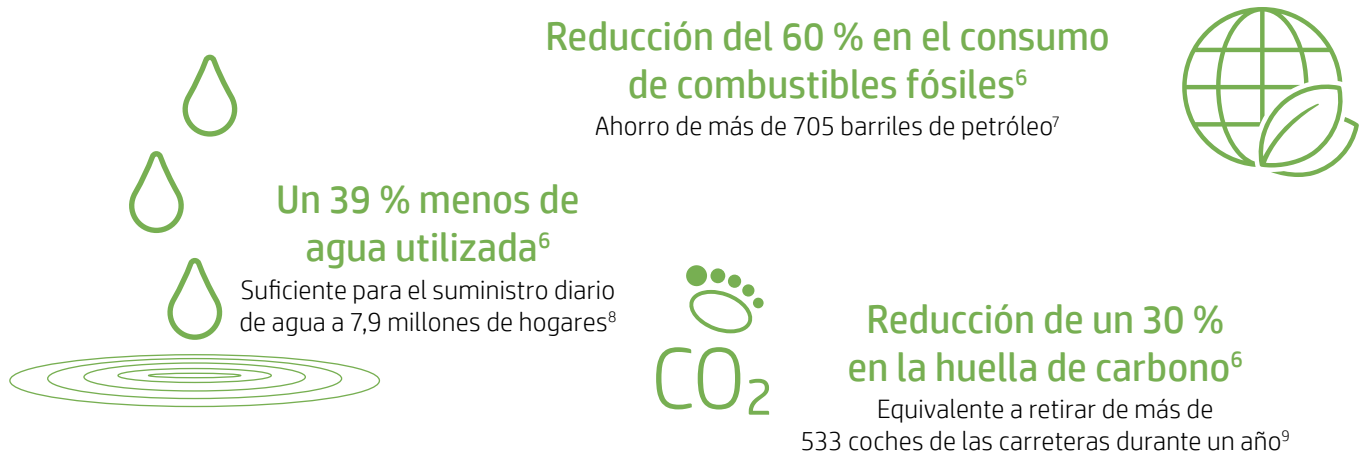 Reducción del 60 % en el consumo
de combustibles fósiles⁶
Ahorro de más de 705 barriles de petróleo⁷
Un 39 % menos de
agua utilizada⁶
Suficiente para el suministro diario
de agua a 7,9 millones de hogares⁸
CO₂
Reducción de un 30 %
en la huella de carbono⁶
Equivalente a retirar de más de
533 coches de las carreteras durante un año⁹